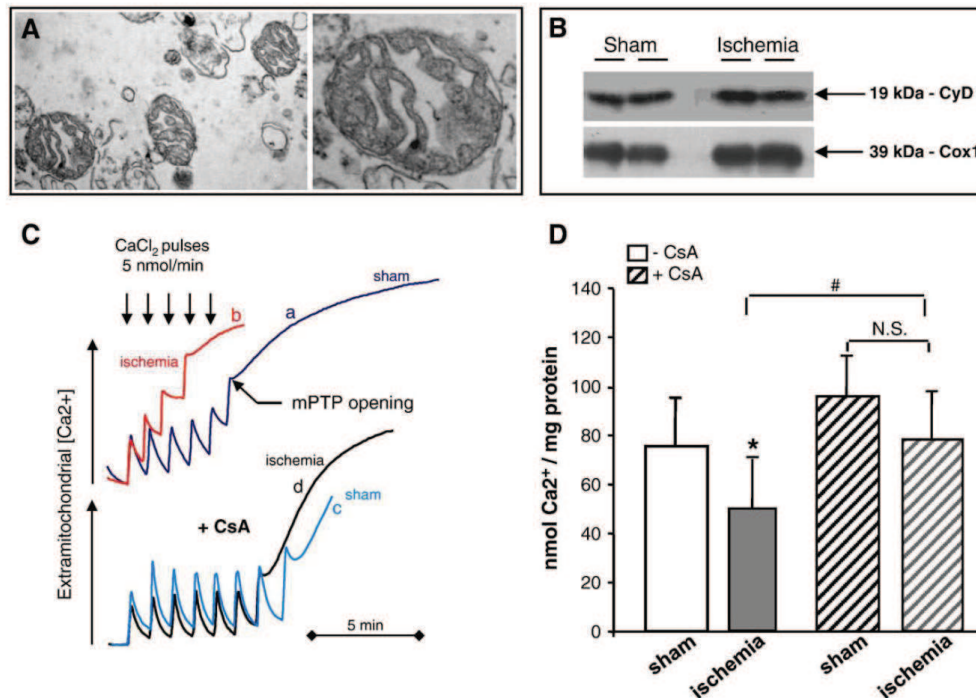 A
B
Sham Ischemia
19 kDa - CyD
39 kDa - Cox1
C
CaCl2 pulses
5 nmol/min
sham
b
a
ischemia
mPTP opening
Extramitochondrial [Ca2+]
ischemia
d
sham
c
+ CsA
5 min
D
- CsA
+ CsA
#
N.S.
*
nmol Ca2+ / mg protein
140
120
100
80
60
40
20
0
sham ischemia sham ischemia